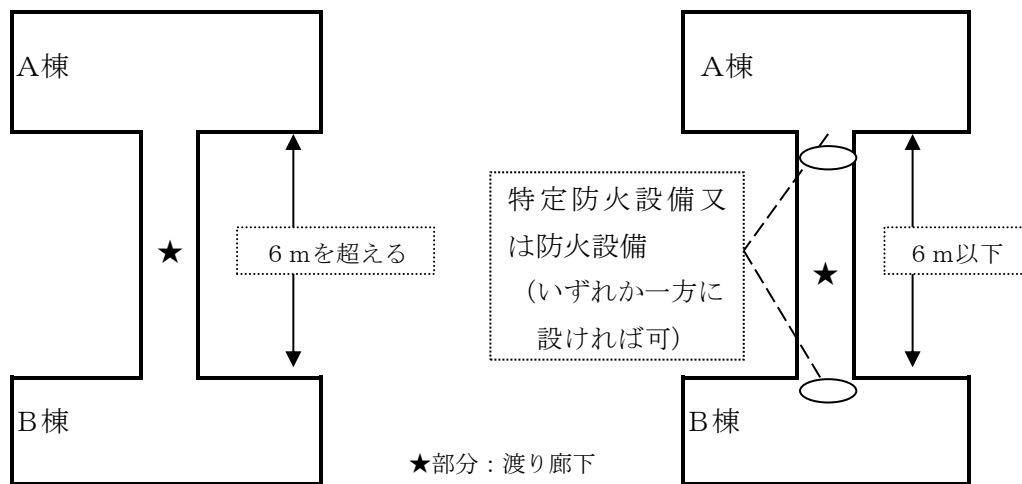 A棟
6mを超える
B棟
A棟
特定防火設備又
は防火設備
(いずれか一方に
設ければ可)
★
★
6m以下
B棟
★部分:渡り廊下